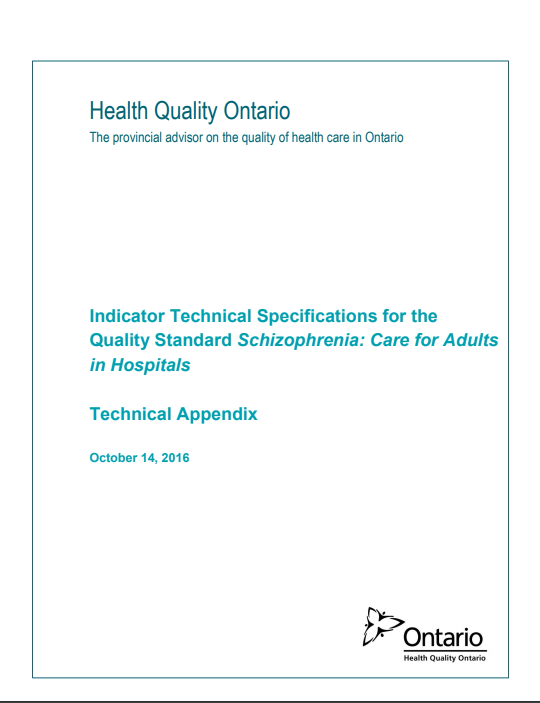 Health Quality Ontario
The provincial advisor on the quality of health care in Ontario
Indicator Technical Specifications for the
Quality Standard Schizophrenia: Care for Adults
in Hospitals
Technical Appendix
October 14, 2016
Ontario
Health Quality Ontario